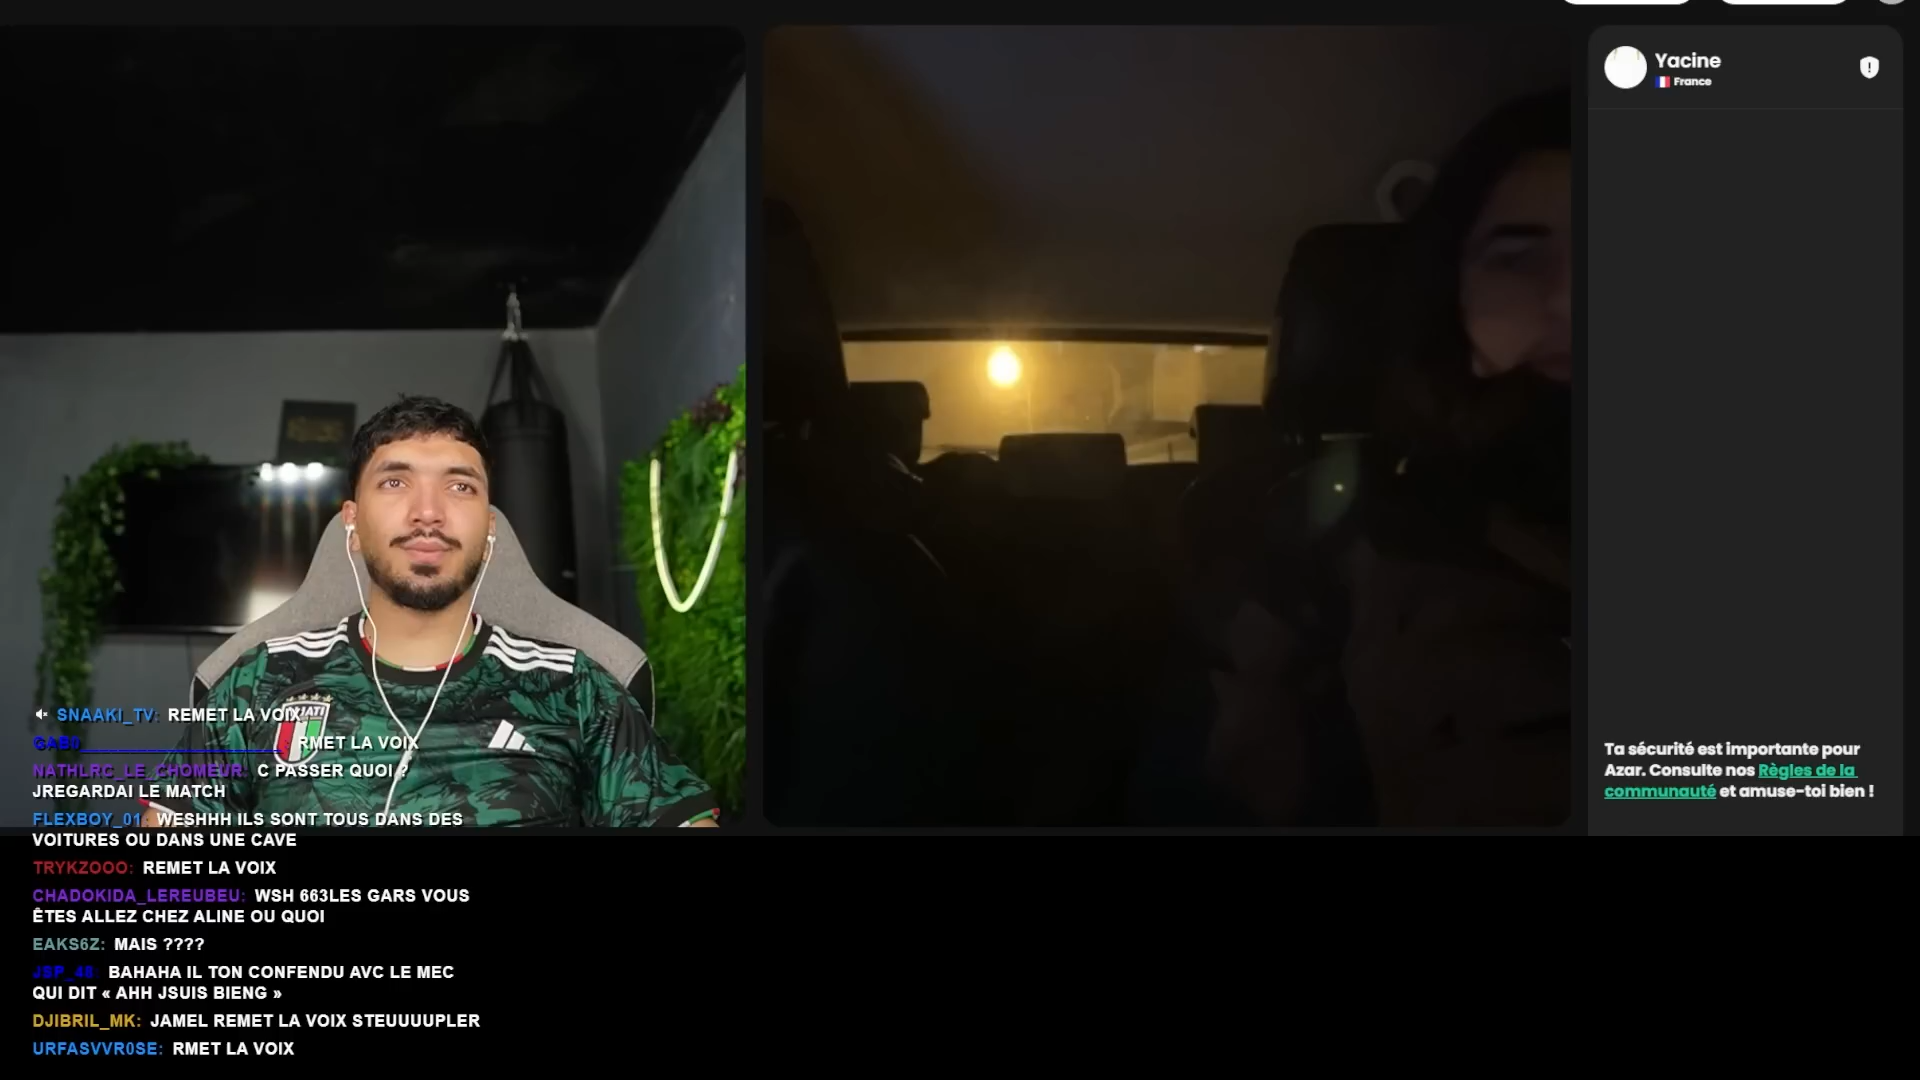 Yacine
France
SNAAKI_TV: REMET LA VOIX
RMET LA VOIX
NATHLRC_LE_CHOMEUR: C PASSER QUOI ?
JREGARDAI LE MATCH
FLEXBOY_01: WESHHH ILS SONT TOUS DANS DES
VOITURES OU DANS UNE CAVE
TRYKZOOO: REMET LA VOIX
CHADOKIDA_LEREUBEU: WSH 663LES GARS VOUS
ÊTES ALLEZ CHEZ ALINE OU QUOI
EAKS6Z: MAIS ????
JSP_48: BAHAHA IL TON CONFENDU AVC LE MEC
QUI DIT « AHH JSUIS BIENG »
DJIBRIL_MK: JAMEL REMET LA VOIX STEUUUUPLER
URFASVVR0SE: RMET LA VOIX
Ta sécurité est importante pour
Azar. Consulte nos Règles de la
communauté et amuse-toi bien !